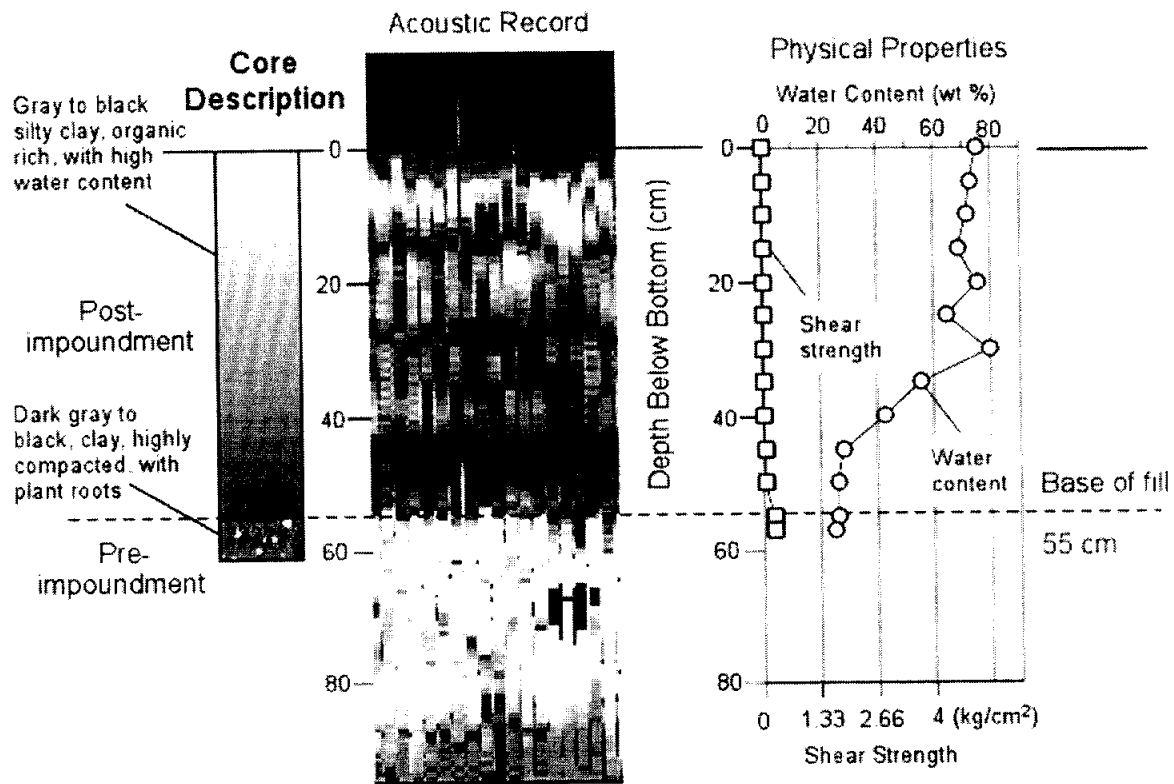 Acoustic Record
Core
Description
Gray to black
silty clay, organic
rich, with high
water content
Post-
impoundment
Dark gray to
black, clay, highly
compacted, with
plant roots
Pre-
impoundment
0
20
40
60
80
Depth Below Bottom (cm)
Physical Properties
Water Content (wt %)
0 20 40 60 80
0
20
40
60
80
Shear
strength
Water
content
Base of fill
55 cm
0 1.33 2.66 4 (kg/cm²)
Shear Strength